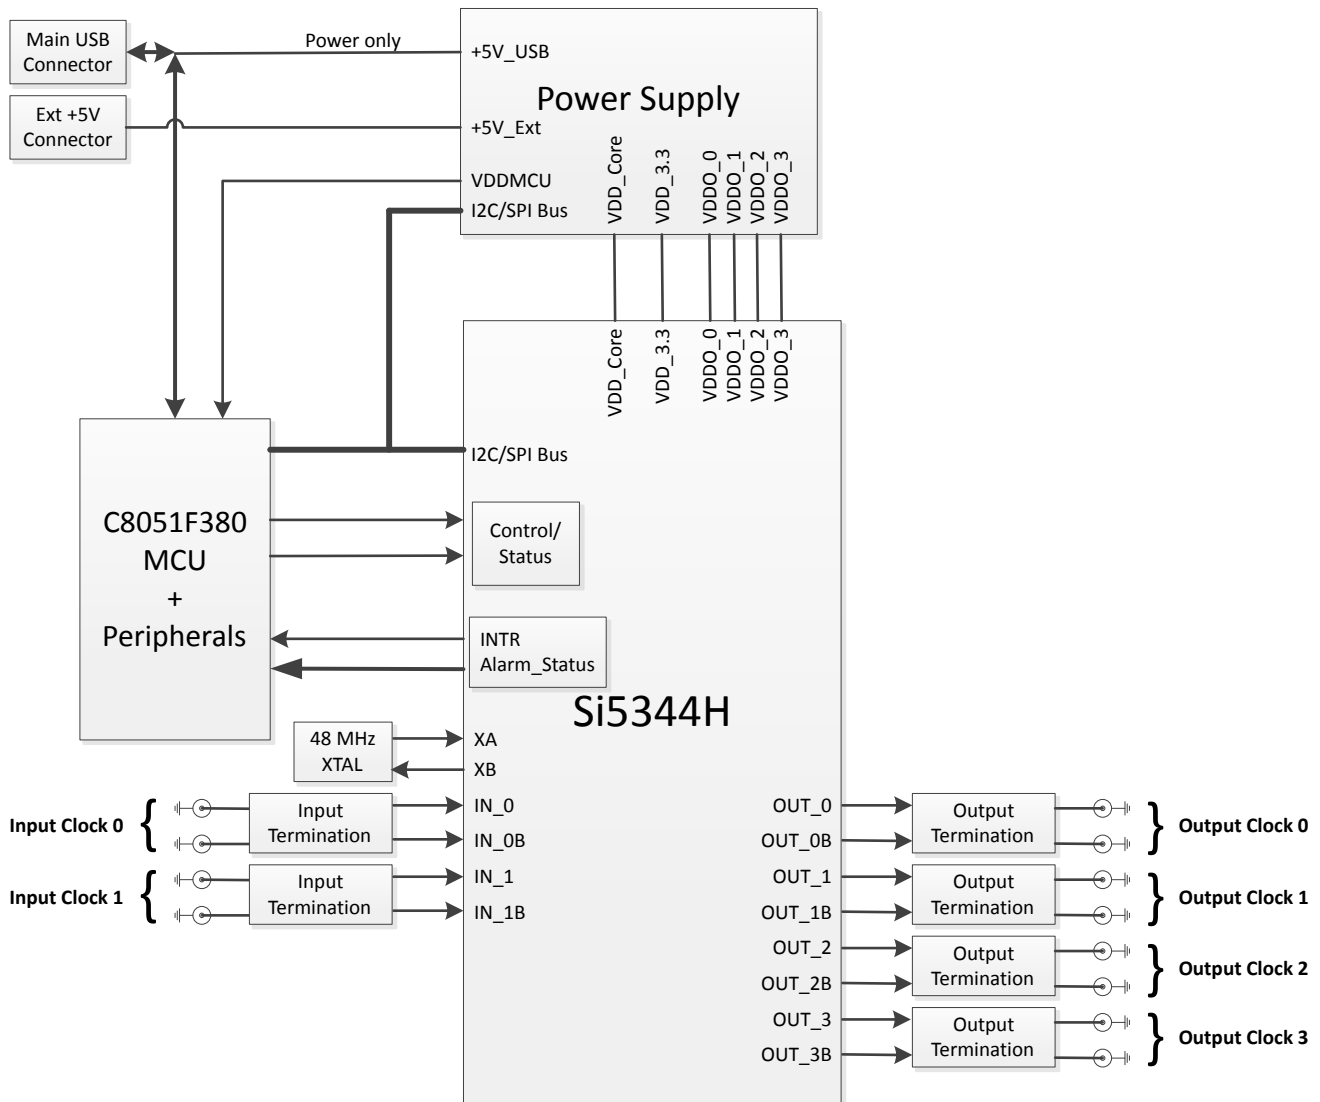 Main USB
Connector
Power only
+5V_USB
Power Supply
Ext +5V
Connector
+5V_Ext
VDDMCU
I2C/SPI Bus
VDD_Core
VDD_3.3
VDDO_0
VDDO_1
VDDO_2
VDDO_3
VDD_Core
VDD_3.3
VDDO_0
VDDO_1
VDDO_2
VDDO_3
I2C/SPI Bus
C8051F380
MCU
+
Peripherals
Control/
Status
INTR
Alarm_Status
Si5344H
48 MHz
XTAL
XA
XB
Input Clock 0
Input
Termination
IN_0
IN_0B
Input Clock 1
Input
Termination
IN_1
IN_1B
OUT_0
OUT_0B
Output
Termination
Output Clock 0
OUT_1
OUT_1B
Output
Termination
Output Clock 1
OUT_2
OUT_2B
Output
Termination
Output Clock 2
OUT_3
OUT_3B
Output
Termination
Output Clock 3